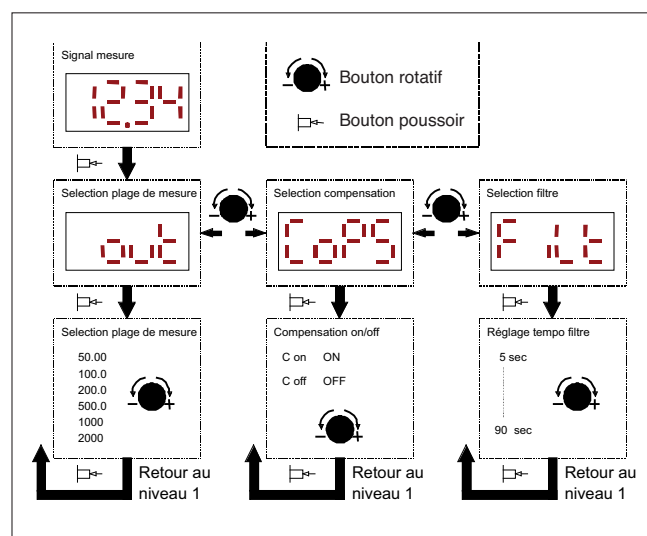 Signal mesure
12.34
Bouton rotatif
Bouton poussoir
Selection plage de mesure
out
Selection compensation
CoPS
Selection filtre
FILt
Selection plage de mesure
50.00
100.0
200.0
500.0
1000
2000
Compensation on/off
C on ON
C off OFF
Réglage tempo filtre
5 sec
90 sec
Retour au
niveau 1
Retour au
niveau 1
Retour au
niveau 1